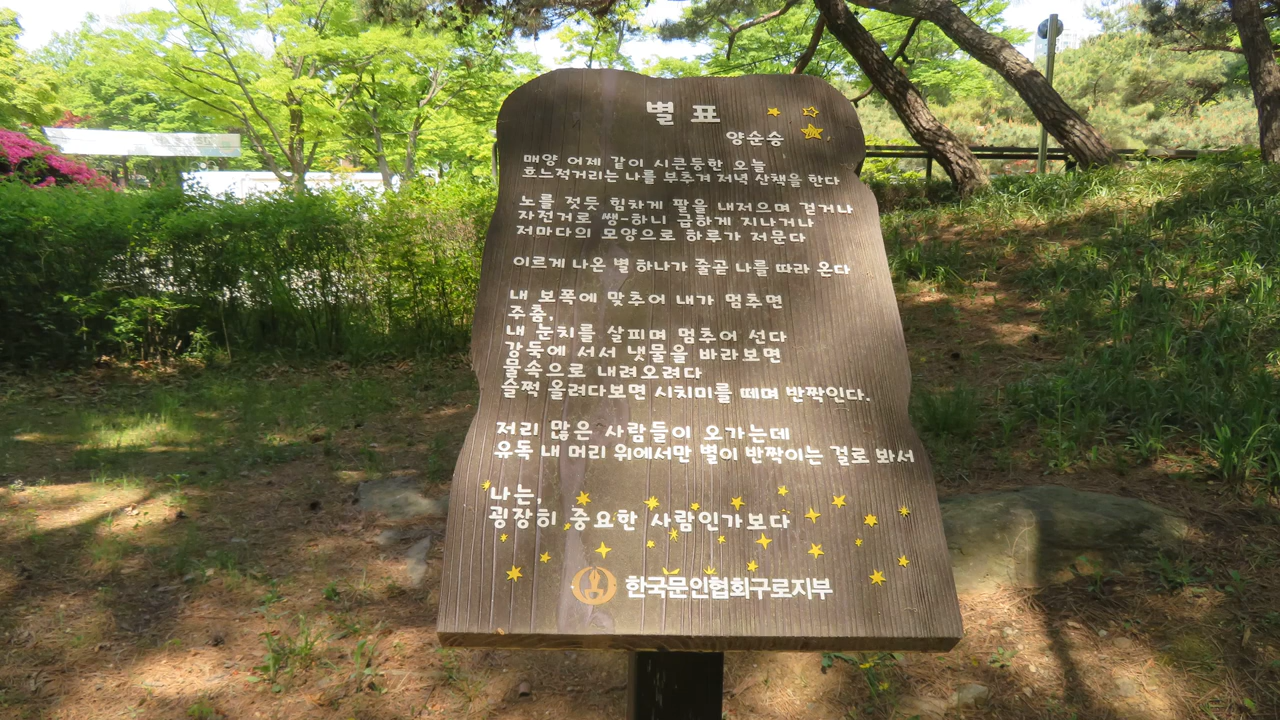 별 표
양순승
매양 어제 같이 시큰둥한 오늘
흐느적거리는 나를 부추겨 저녁 산책을 한다
노를 젓듯 힘차게 팔을 내저으며 걷거나
자전거로 쌩-하니 급하게 지나거나
저마다의 모양으로 하루가 저문다
이르게 나온 별 하나가 줄곧 나를 따라 온다
내 보폭에 맞추어 내가 멈추면
주춤,
내 눈치를 살피며 멈추어 선다
강둑에 서서 냇물을 바라보면
물속으로 내려오려다
슬쩍 올려다보면 시치미를 떼며 반짝인다.
저리 많은 사람들이 오가는데
유독 내 머리 위에서만 별이 반짝이는 걸로 봐서
나는,
굉장히 중요한 사람인가보다
한국문인협회구로지부